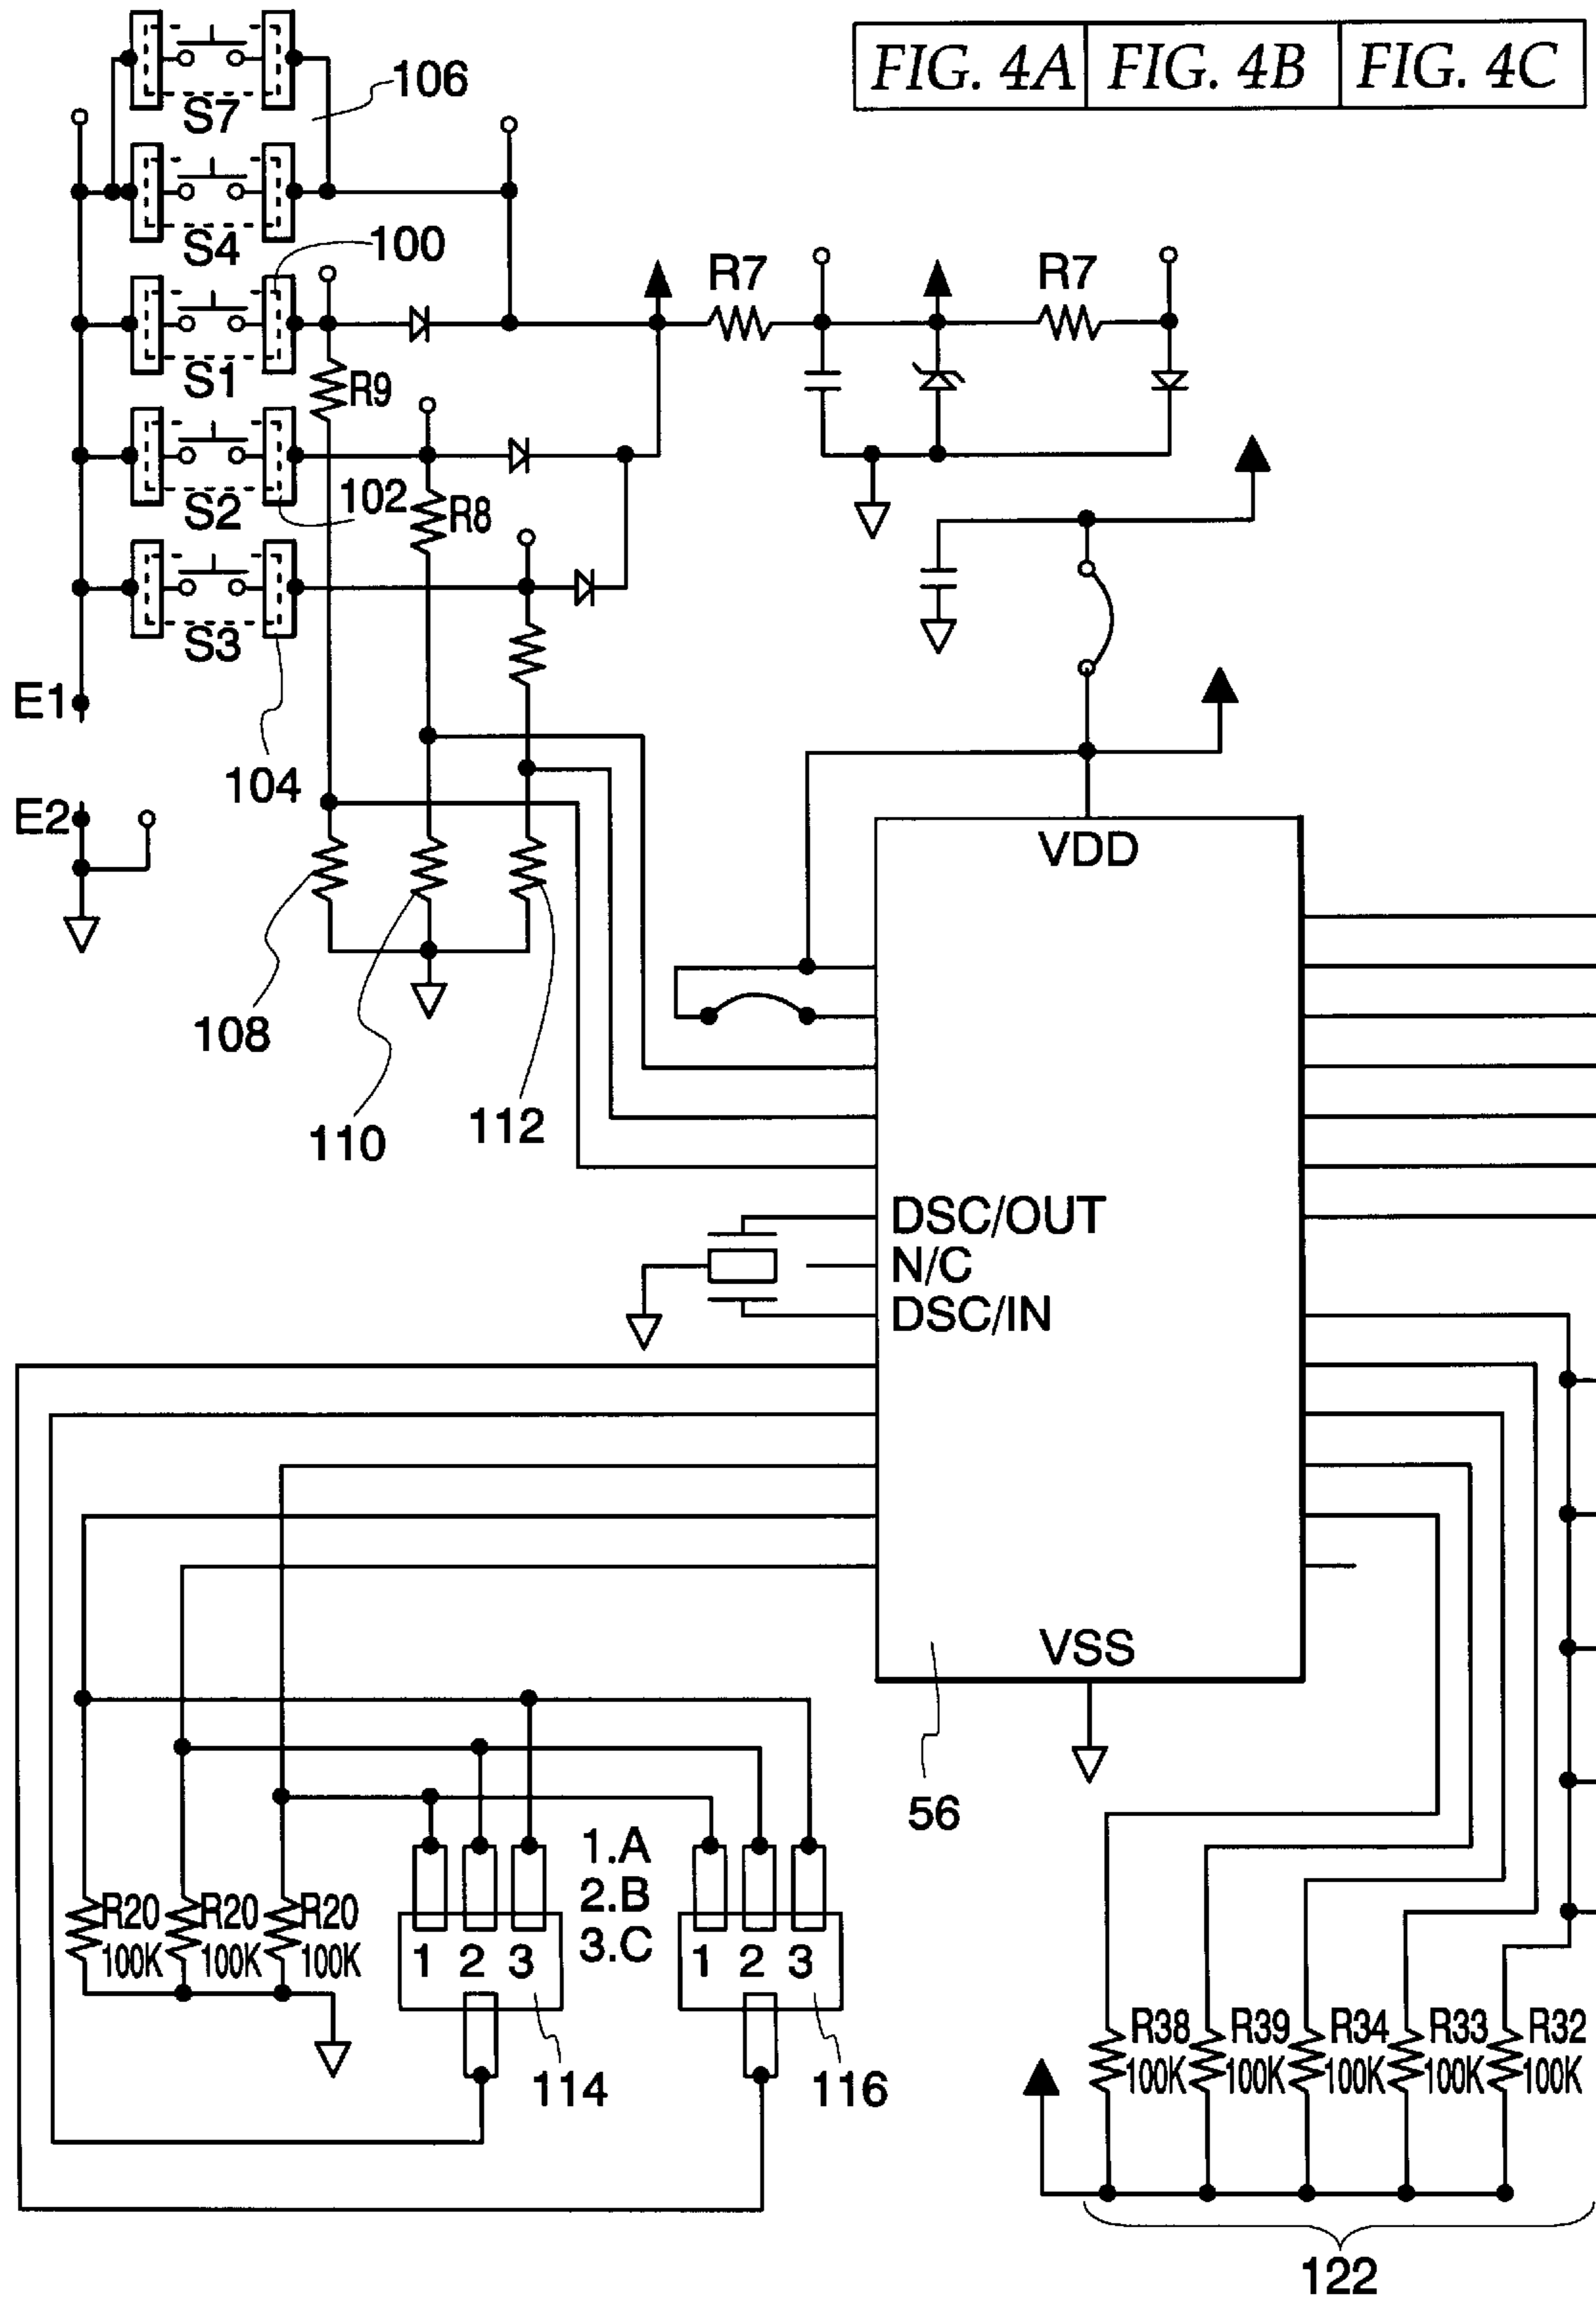 FIG. 4A FIG. 4B FIG. 4C
S7
106
S4
100
S1
R9
R7
R7
S2
102
R8
S3
104
E1
E2
108
110
112
VDD
DSC/OUT
N/C
DSC/IN
VSS
56
R20
100K
R20
100K
R20
100K
1.A
2.B
3.C
1 2 3
1 2 3
114
116
R38
100K
R39
100K
R34
100K
R33
100K
R32
100K
122